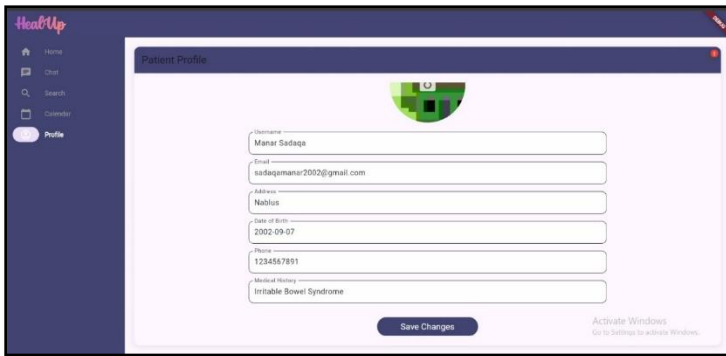 HealUp
DEBUG
Home
Chat
Search
Calendar
Profile
Patient Profile
Username
Manar Sadaqa
Email
sadaqamanar2002@gmail.com
Address
Nablus
Date of Birth
2002-09-07
Phone
1234567891
Medical History
Irritable Bowel Syndrome
Save Changes
Activate Windows
Go to Settings to activate Windows.